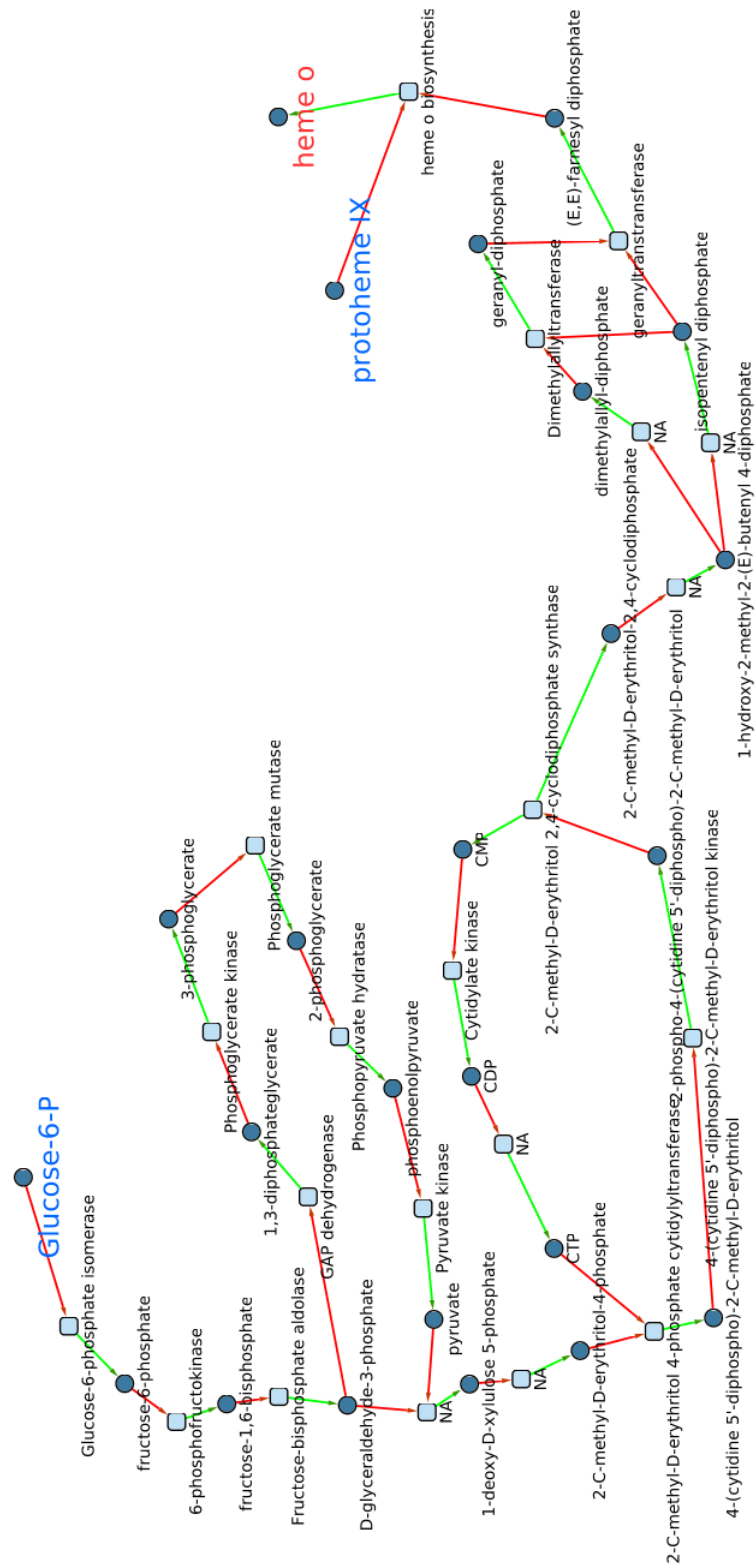 Glucose-6-P
Glucose-6-phosphate isomerase
fructose-6-phosphate
6-phosphofructokinase
fructose-1,6-bisphosphate
Fructose-bisphosphate aldolase
D-glyceraldehyde-3-phosphate
GAP dehydrogenase
1,3-diphosphateglycerate
Phosphoglycerate kinase
3-phosphoglycerate
Phosphoglycerate mutase
2-phosphoglycerate
Phosphopyruvate hydratase
phosphoenolpyruvate
Pyruvate kinase
pyruvate
NA
1-deoxy-D-xylulose 5-phosphate
NA
2-C-methyl-D-erythritol-4-phosphate
2-C-methyl-D-erythritol 4-phosphate cytidylyltransferase
4-(cytidine 5'-diphospho)-2-C-methyl-D-erythritol
4-(cytidine 5'-diphospho)-2-C-methyl-D-erythritol kinase
2-phospho-4-(cytidine 5'-diphospho)-2-C-methyl-D-erythritol
2-C-methyl-D-erythritol 2,4-cyclodiphosphate synthase
CMP
Cytidylate kinase
CDP
NA
CTP
2-C-methyl-D-erythritol-2,4-cyclodiphosphate
NA
1-hydroxy-2-methyl-2-(E)-butenyl 4-diphosphate
NA
NA
dimethylallyl-diphosphate
isopentenyl diphosphate
Dimethylallyltransferase
geranyl-diphosphate
geranyltranstransferase
(E,E)-farnesyl diphosphate
protoheme IX
heme o biosynthesis
heme o